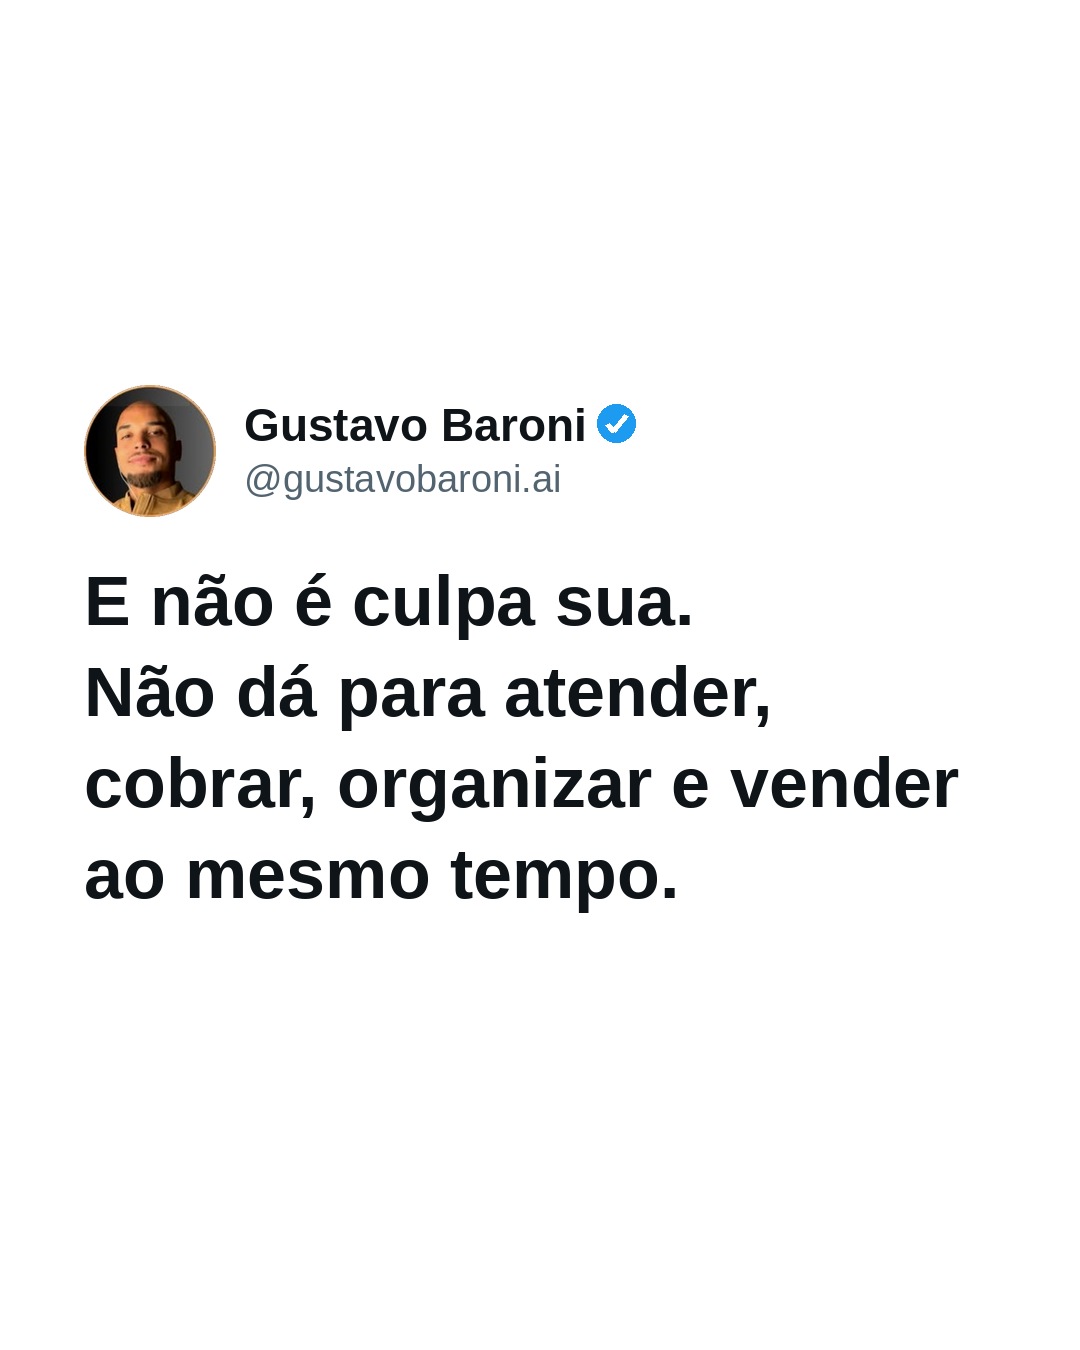 Gustavo Baroni
@gustavobaroni.ai
E não é culpa sua.
Não dá para atender,
cobrar, organizar e vender
ao mesmo tempo.